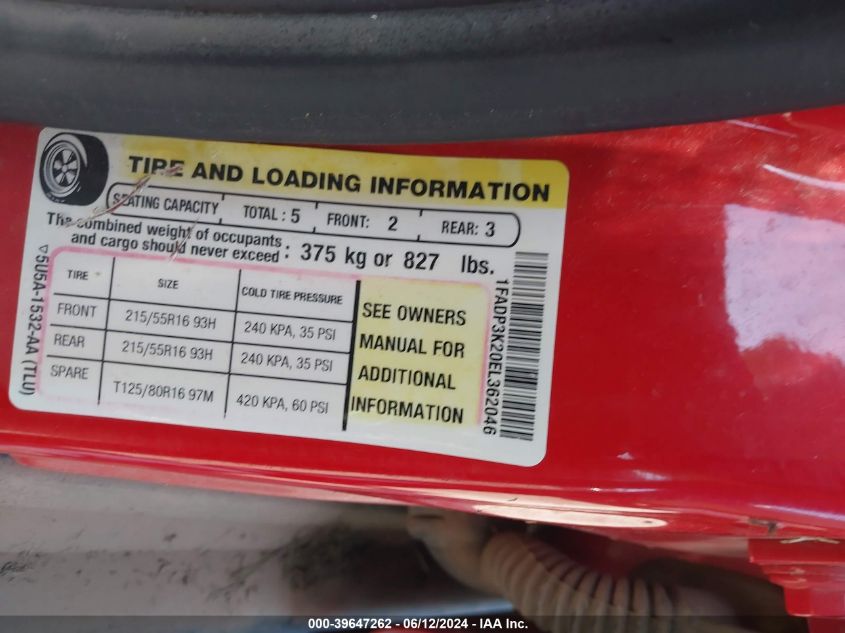 TIRE AND LOADING INFORMATION
SEATING CAPACITY TOTAL : 5 FRONT: 2 REAR: 3
The combined weight of occupants
and cargo should never exceed : 375 kg or 827 lbs.
TIRE SIZE COLD TIRE PRESSURE
FRONT 215/55R16 93H 240 KPA, 35 PSI
REAR 215/55R16 93H 240 KPA, 35 PSI
SPARE T125/80R16 97M 420 KPA, 60 PSI
SEE OWNERS
MANUAL FOR
ADDITIONAL
INFORMATION
5U5A-1532-AA (TLU)
1FADP3K20EL362046
000-39647262 - 06/12/2024 - IAA Inc.